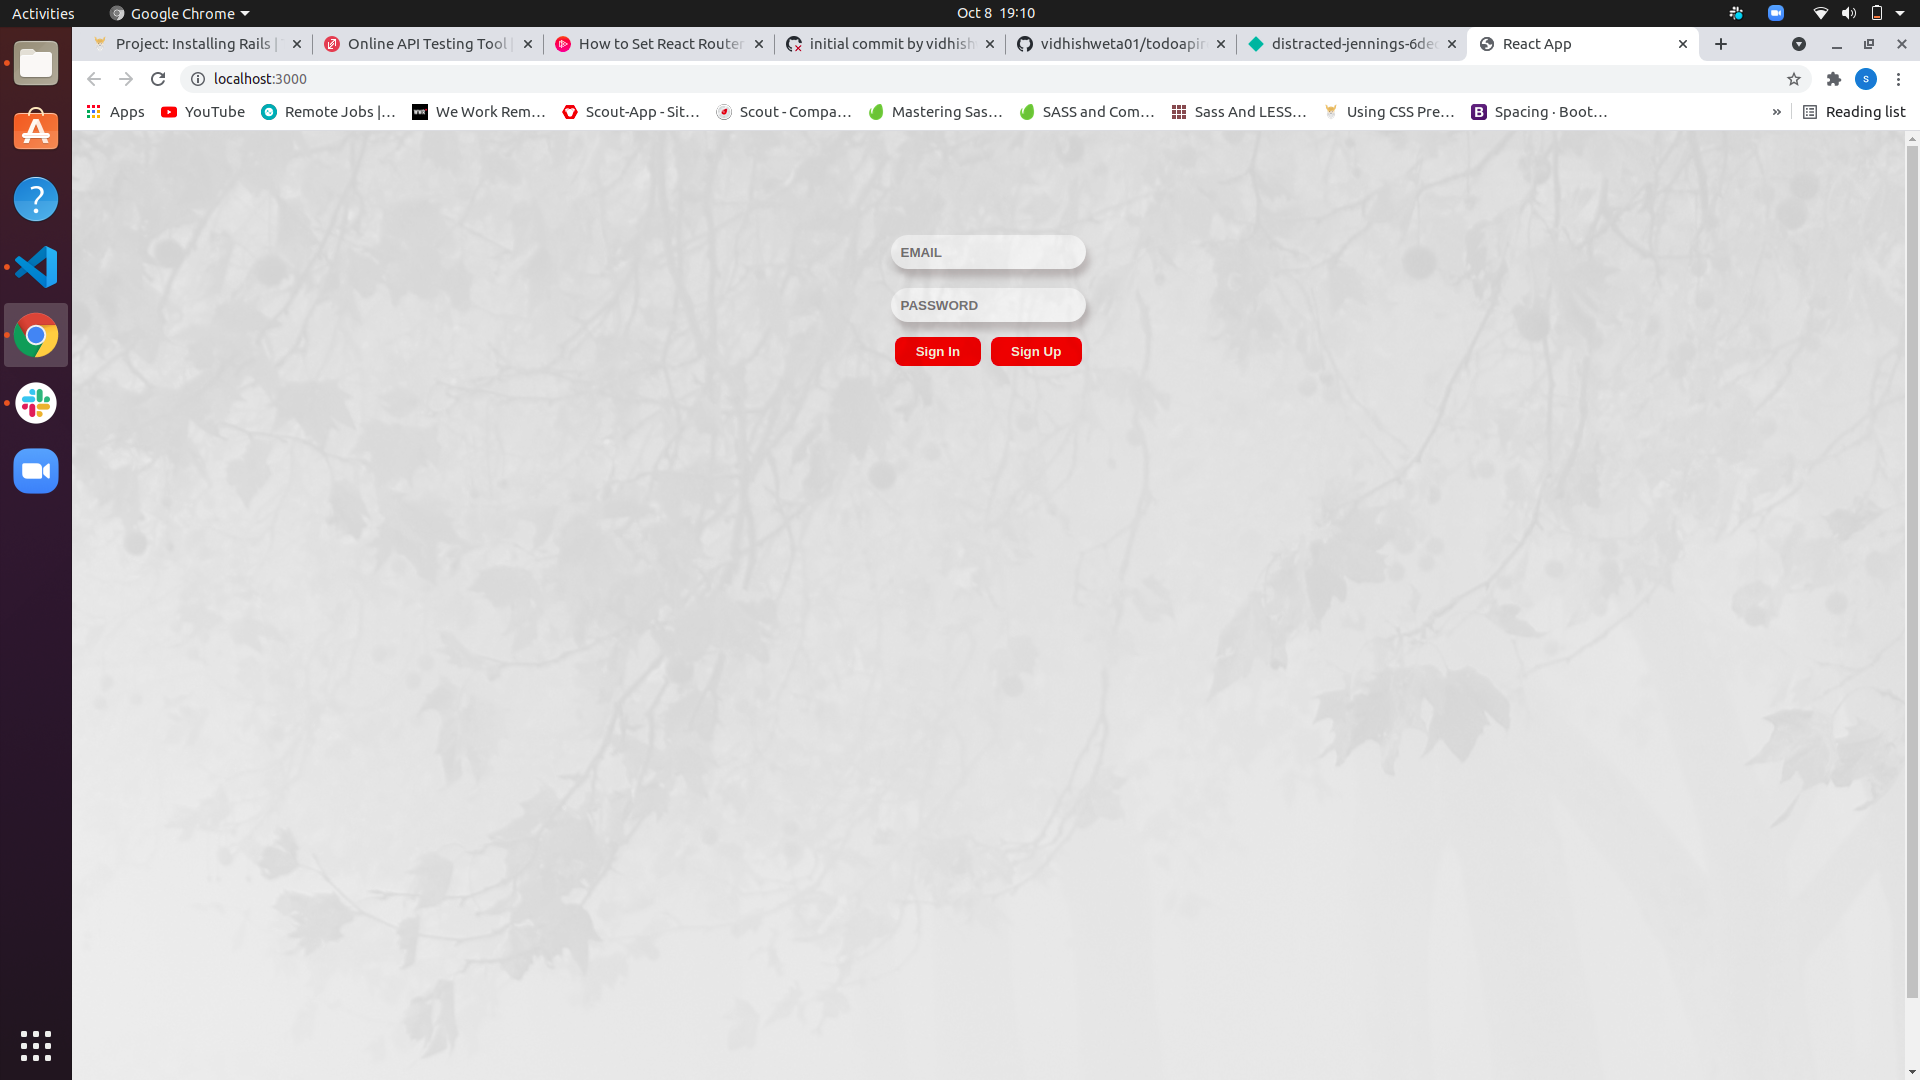 Activities
Google Chrome
Oct 8 19:10
Project: Installing Rails |
Online API Testing Tool |
How to Set React Router
initial commit by vidhish
vidhishweta01/todoapi
distracted-jennings-6dec
React App
localhost:3000
S
Apps
YouTube
Remote Jobs |...
We Work Rem...
Scout-App - Sit...
Scout - Compa...
Mastering Sas...
SASS and Com...
Sass And LESS...
Using CSS Pre...
B
Spacing · Boot...
»
Reading list
EMAIL
PASSWORD
Sign In
Sign Up